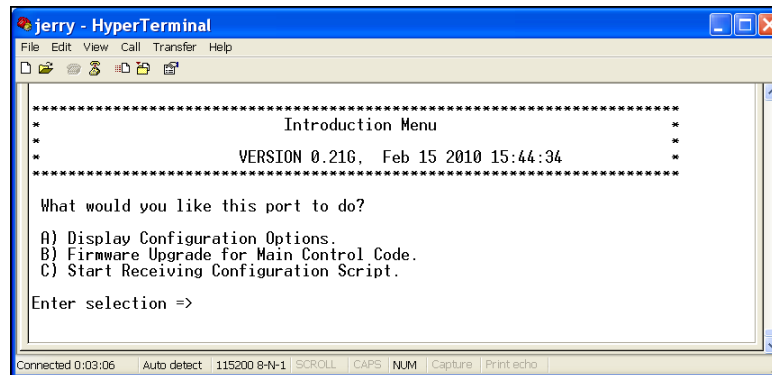 jerry - HyperTerminal
File Edit View Call Transfer Help
************************************************************************
* Introduction Menu *
* *
* VERSION 0.21G, Feb 15 2010 15:44:34 *
************************************************************************
What would you like this port to do?
A) Display Configuration Options.
B) Firmware Upgrade for Main Control Code.
C) Start Receiving Configuration Script.
Enter selection =>
Connected 0:03:06 Auto detect 115200 8-N-1 SCROLL CAPS NUM Capture Print echo